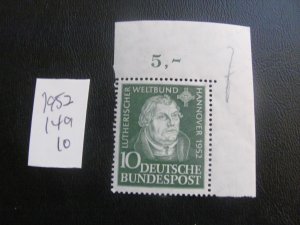 5,-
1952
149
10
LUTHERISCHER
WELTBUND
HANNOVER 1952
10 DEUTSCHE
BUNDESPOST